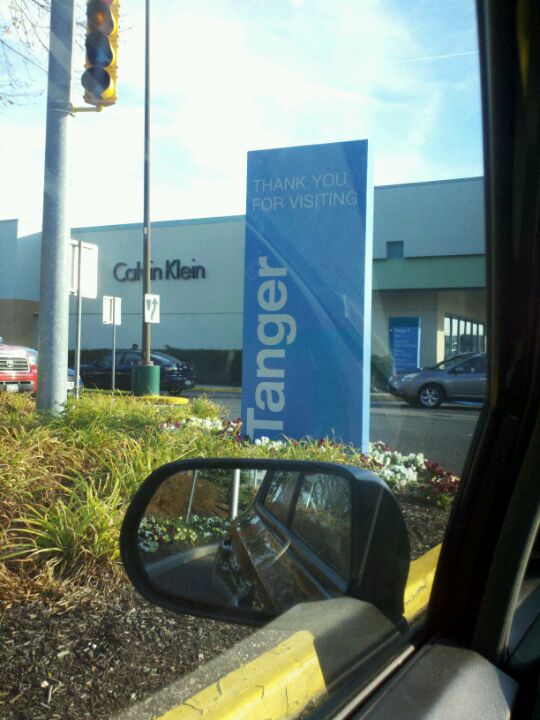 THANK YOU
FOR VISITING
Tanger
Calvin Klein